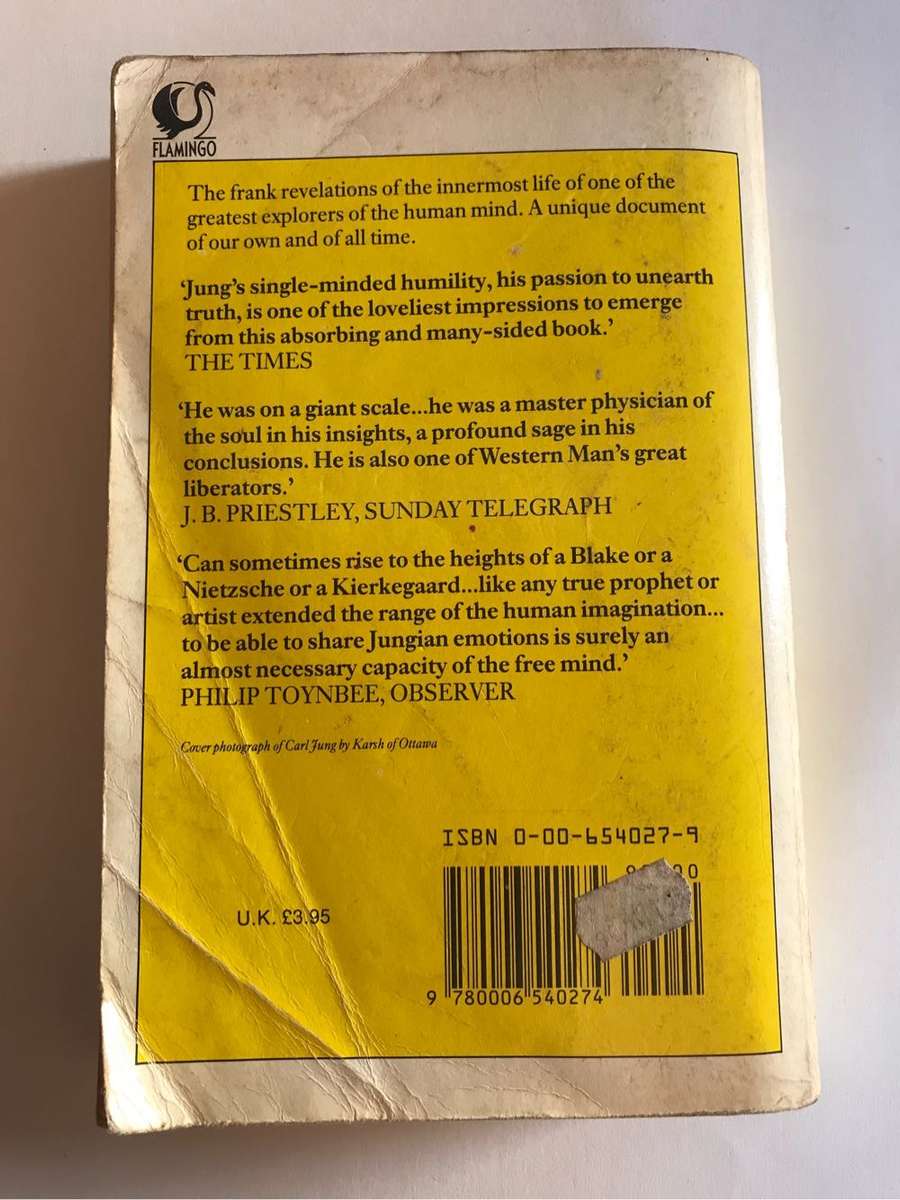 FLAMINGO
The frank revelations of the innermost life of one of the
greatest explorers of the human mind. A unique document
of our own and of all time.
‘Jung’s single-minded humility, his passion to unearth
truth, is one of the loveliest impressions to emerge
from this absorbing and many-sided book.’
THE TIMES
‘He was on a giant scale...he was a master physician of
the soul in his insights, a profound sage in his
conclusions. He is also one of Western Man’s great
liberators.’
J. B. PRIESTLEY, SUNDAY TELEGRAPH
‘Can sometimes rise to the heights of a Blake or a
Nietzsche or a Kierkegaard...like any true prophet or
artist extended the range of the human imagination...
to be able to share Jungian emotions is surely an
almost necessary capacity of the free mind.’
PHILIP TOYNBEE, OBSERVER
Cover photograph of Carl Jung by Karsh of Ottawa
ISBN 0-00-654027-9
U.K. £3.95
9 780006 540274